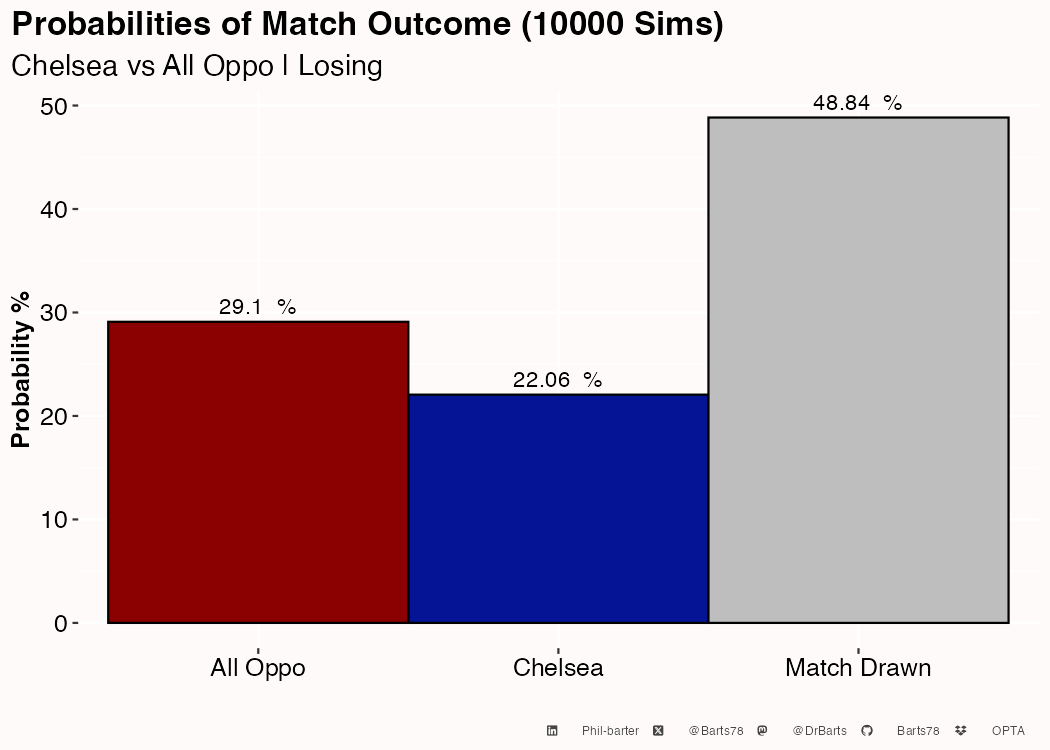 Probabilities of Match Outcome (10000 Sims)
Chelsea vs All Oppo | Losing
Probability %
50
40
30
20
10
0
29.1 %
22.06 %
48.84 %
All Oppo
Chelsea
Match Drawn
Phil-barter @Barts78 @DrBarts Barts78 OPTA